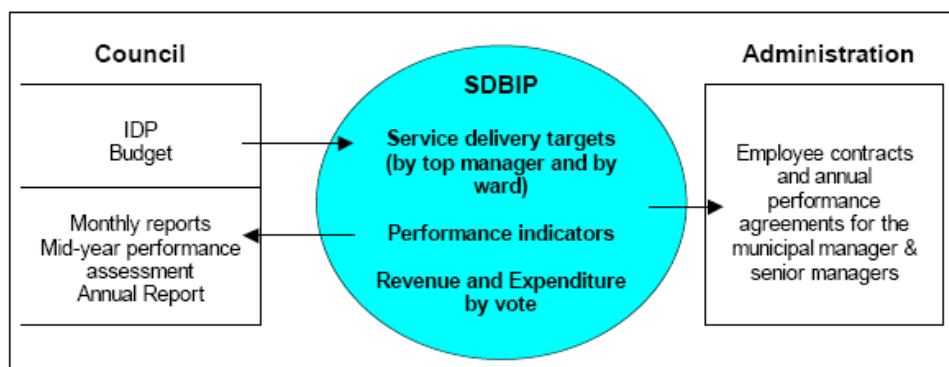 Council
IDP
Budget
Monthly reports
Mid-year performance
assessment
Annual Report
SDBIP
Service delivery targets
(by top manager and by
ward)
Performance indicators
Revenue and Expenditure
by vote
Administration
Employee contracts
and annual
performance
agreements for the
municipal manager &
senior managers